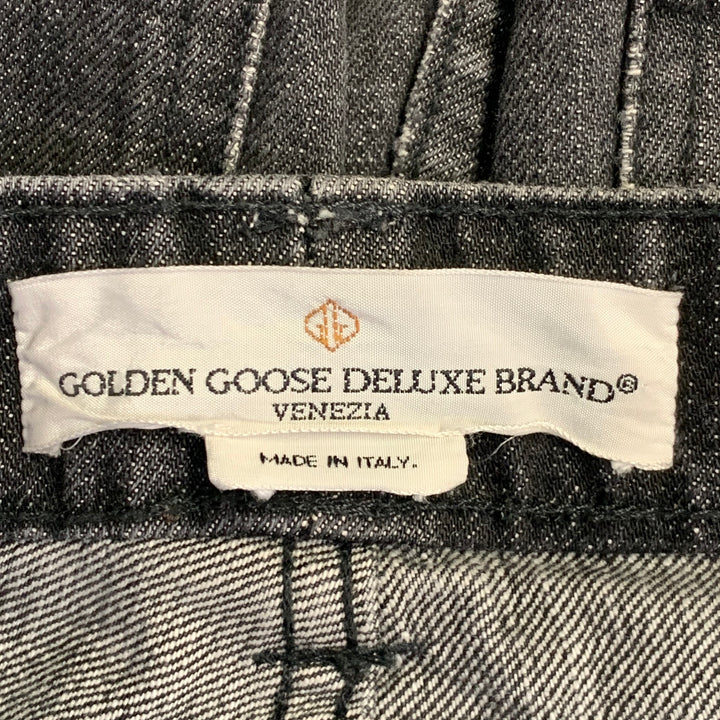 GOLDEN GOOSE DELUXE BRAND®
VENEZIA
MADE IN ITALY.